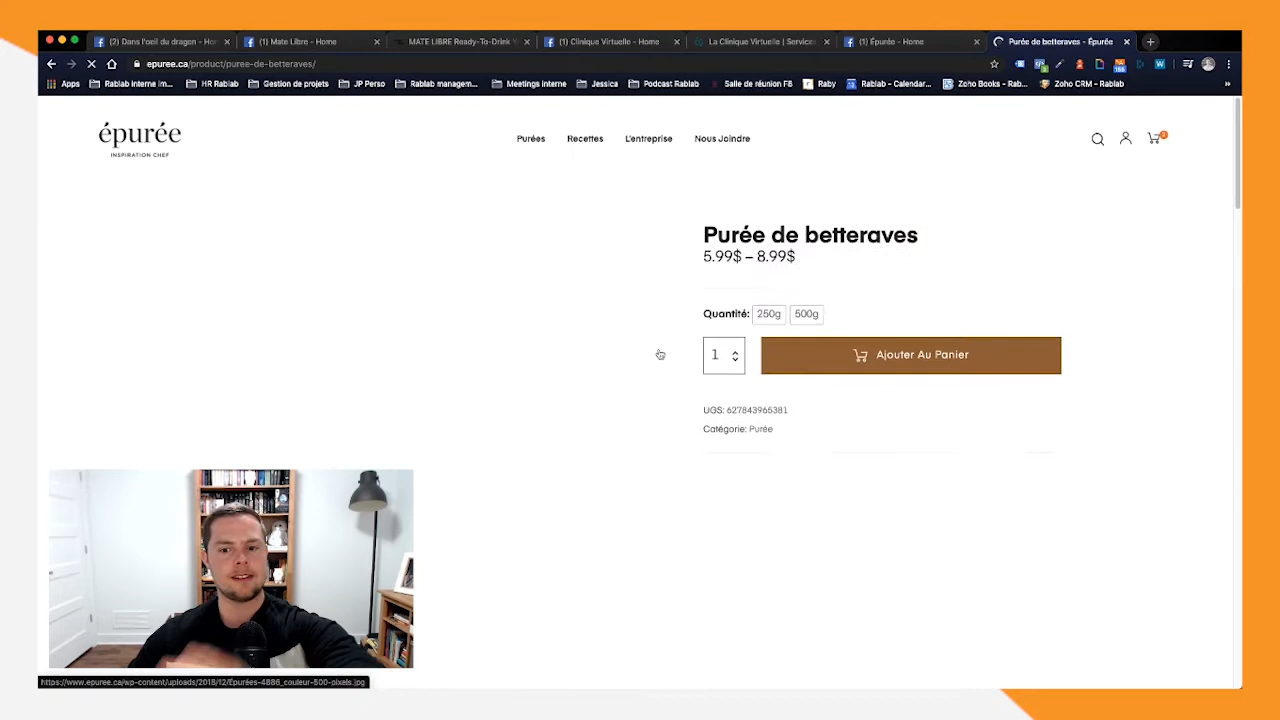 (2) Dans l'oeil du dragon - Hom
(1) Mate Libre - Home
MATE LIBRE Ready-To-Drink Y
(1) Clinique Virtuelle - Home
La Clinique Virtuelle | Services
(1) Épurée - Home
Purée de betteraves - Épurée
epuree.ca/product/puree-de-betteraves/
Apps
Rablab interne im...
HR Rablab
Gestion de projets
JP Perso
Rablab managem...
Meetings interne
Jessica
Podcast Rablab
Salle de réunion F6
Raby
Rablab - Calendar...
Zoho Books - Rab...
Zoho CRM - Rablab
épurée
INSPIRATION CHEF
Purées
Recettes
L'entreprise
Nous Joindre
Purée de betteraves
5.99$ – 8.99$
Quantité: 250g 500g
1
Ajouter Au Panier
UGS: 627843965381
Catégorie: Purée
https://www.epuree.ca/wp-content/uploads/2018/12/Épurées-4886_couleur-500-pixels.jpg